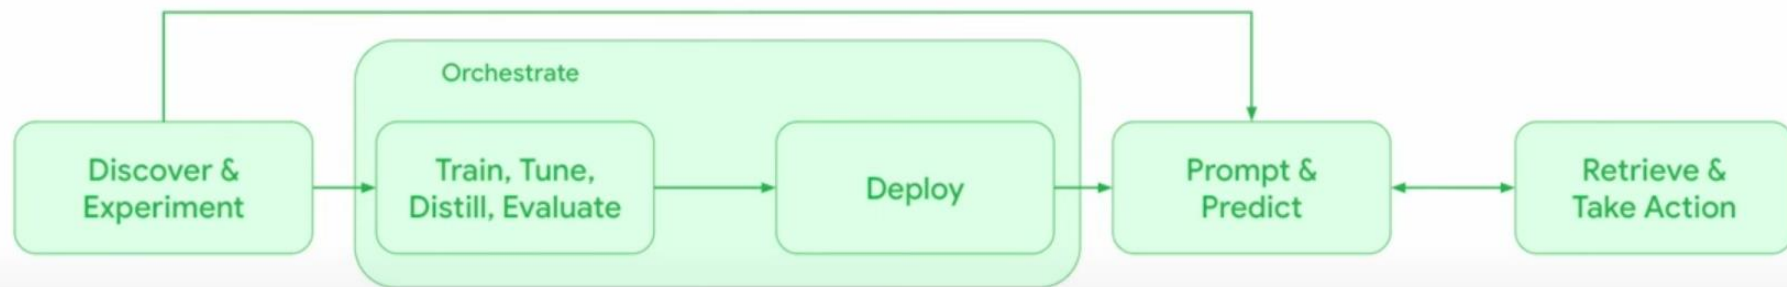 Orchestrate
Discover &
Experiment
Train, Tune,
Distill, Evaluate
Deploy
Prompt &
Predict
Retrieve &
Take Action